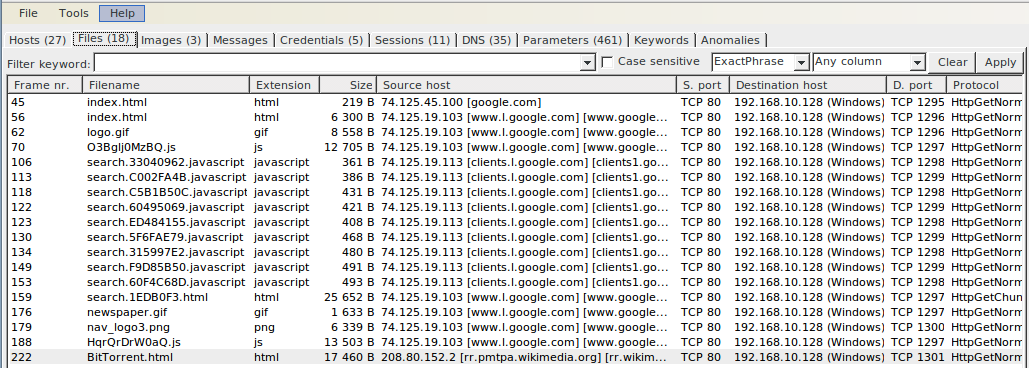 File Tools Help
Hosts (27) Files (18) Images (3) Messages Credentials (5) Sessions (11) DNS (35) Parameters (461) Keywords Anomalies
Filter keyword: Case sensitive ExactPhrase Any column Clear Apply
Frame nr. Filename Extension Size Source host S. port Destination host D. port Protocol
45 index.html html 219 B 74.125.45.100 [google.com] TCP 80 192.168.10.128 (Windows) TCP 1295 HttpGetNorm
56 index.html html 6 300 B 74.125.19.103 [www.l.google.com] [www.google... TCP 80 192.168.10.128 (Windows) TCP 1296 HttpGetNorm
62 logo.gif gif 8 558 B 74.125.19.103 [www.l.google.com] [www.google... TCP 80 192.168.10.128 (Windows) TCP 1296 HttpGetNorm
70 O3BgIj0MzBQ.js js 12 705 B 74.125.19.103 [www.l.google.com] [www.google... TCP 80 192.168.10.128 (Windows) TCP 1297 HttpGetNorm
106 search.33040962.javascript javascript 361 B 74.125.19.113 [clients.l.google.com] [clients1.go... TCP 80 192.168.10.128 (Windows) TCP 1298 HttpGetNorm
113 search.C002FA4B.javascript javascript 386 B 74.125.19.113 [clients.l.google.com] [clients1.go... TCP 80 192.168.10.128 (Windows) TCP 1299 HttpGetNorm
118 search.C5B1B50C.javascript javascript 431 B 74.125.19.113 [clients.l.google.com] [clients1.go... TCP 80 192.168.10.128 (Windows) TCP 1298 HttpGetNorm
122 search.60495069.javascript javascript 421 B 74.125.19.113 [clients.l.google.com] [clients1.go... TCP 80 192.168.10.128 (Windows) TCP 1299 HttpGetNorm
123 search.ED484155.javascript javascript 408 B 74.125.19.113 [clients.l.google.com] [clients1.go... TCP 80 192.168.10.128 (Windows) TCP 1298 HttpGetNorm
130 search.5F6FAE79.javascript javascript 468 B 74.125.19.113 [clients.l.google.com] [clients1.go... TCP 80 192.168.10.128 (Windows) TCP 1299 HttpGetNorm
134 search.315997E2.javascript javascript 480 B 74.125.19.113 [clients.l.google.com] [clients1.go... TCP 80 192.168.10.128 (Windows) TCP 1298 HttpGetNorm
149 search.F9D85B50.javascript javascript 491 B 74.125.19.113 [clients.l.google.com] [clients1.go... TCP 80 192.168.10.128 (Windows) TCP 1299 HttpGetNorm
153 search.60F4C68D.javascript javascript 493 B 74.125.19.113 [clients.l.google.com] [clients1.go... TCP 80 192.168.10.128 (Windows) TCP 1298 HttpGetNorm
159 search.1EDB0F3.html html 25 652 B 74.125.19.103 [www.l.google.com] [www.google... TCP 80 192.168.10.128 (Windows) TCP 1297 HttpGetChun
176 newspaper.gif gif 1 633 B 74.125.19.103 [www.l.google.com] [www.google... TCP 80 192.168.10.128 (Windows) TCP 1297 HttpGetNorm
179 nav_logo3.png png 6 339 B 74.125.19.103 [www.l.google.com] [www.google... TCP 80 192.168.10.128 (Windows) TCP 1300 HttpGetNorm
188 HqrQrDrW0aQ.js js 13 503 B 74.125.19.103 [www.l.google.com] [www.google... TCP 80 192.168.10.128 (Windows) TCP 1297 HttpGetNorm
222 BitTorrent.html html 17 460 B 208.80.152.2 [rr.pmtpa.wikimedia.org] [rr.wikim... TCP 80 192.168.10.128 (Windows) TCP 1301 HttpGetNorm